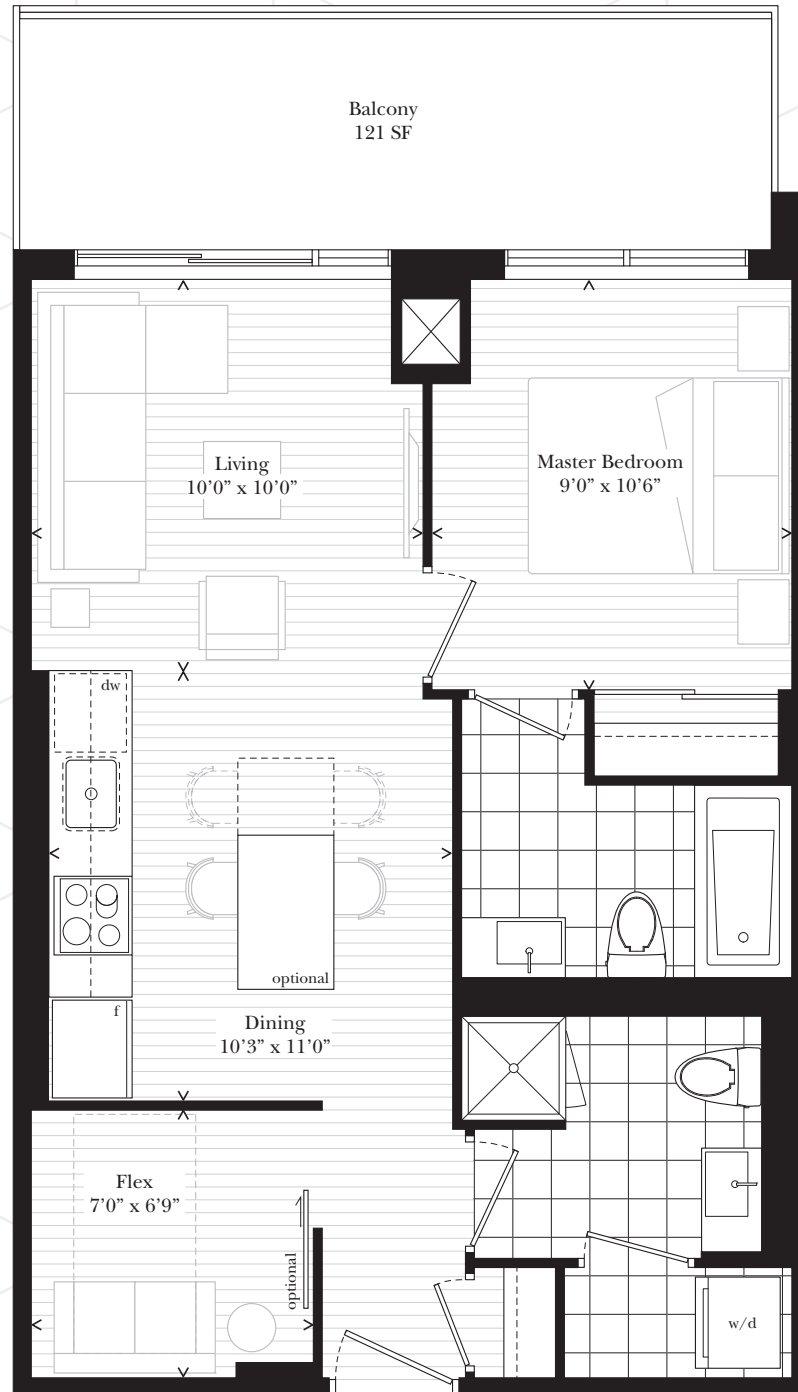 Balcony
121 SF
Living
10’0” x 10’0”
Master Bedroom
9’0” x 10’6”
dw
optional
f
Dining
10’3” x 11’0”
Flex
7’0” x 6’9”
optional
w/d